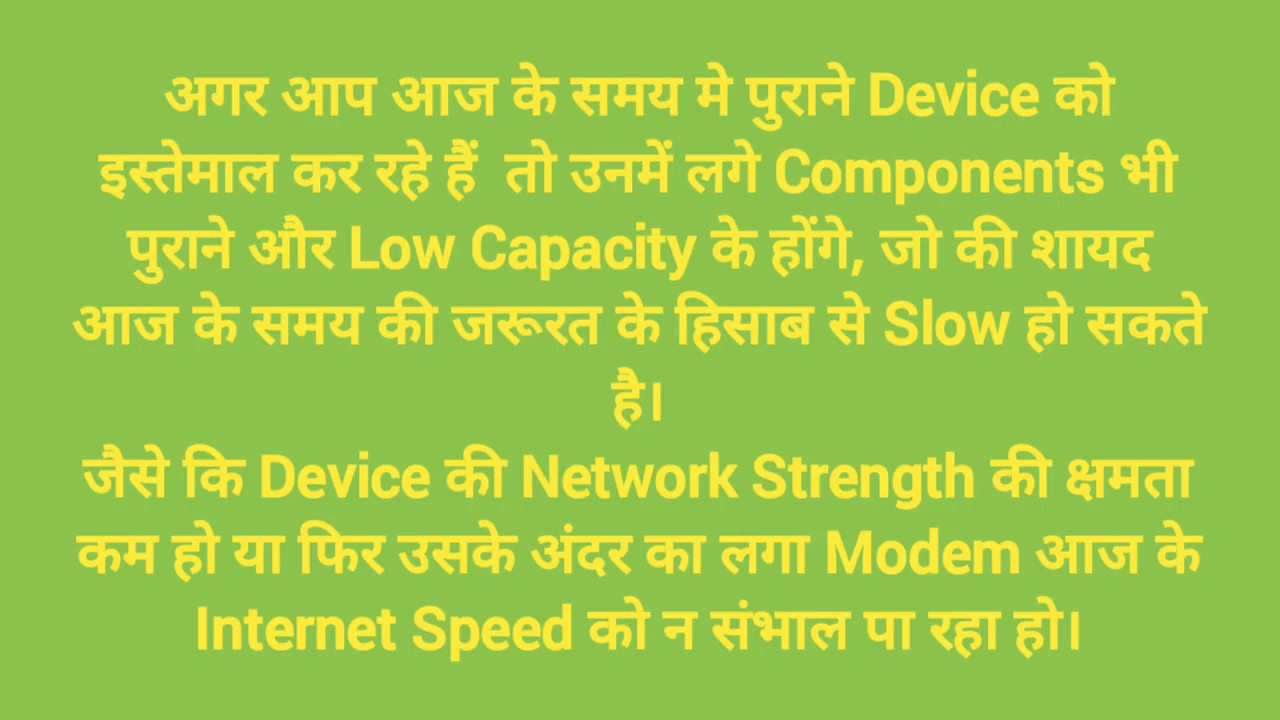 अगर आप आज के समय मे पुराने Device को
इस्तेमाल कर रहे हैं  तो उनमें लगे Components भी
पुराने और Low Capacity के होंगे, जो की शायद
आज के समय की जरूरत के हिसाब से Slow हो सकते
है।
जैसे कि Device की Network Strength की क्षमता
कम हो या फिर उसके अंदर का लगा Modem आज के
Internet Speed को न संभाल पा रहा हो।